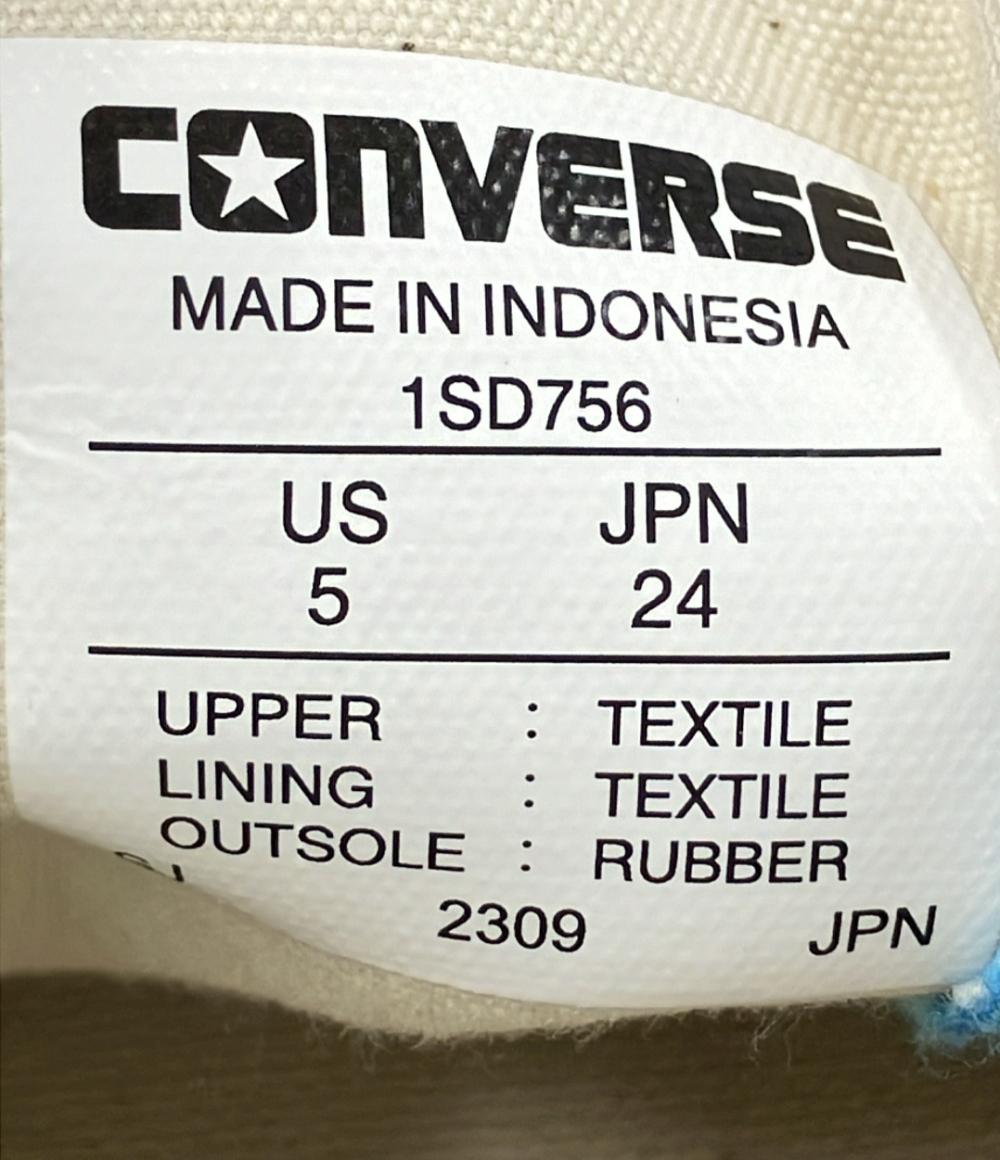 CONVERSE
MADE IN INDONESIA
1SD756
US JPN
5 24
UPPER : TEXTILE
LINING : TEXTILE
OUTSOLE : RUBBER
2309 JPN